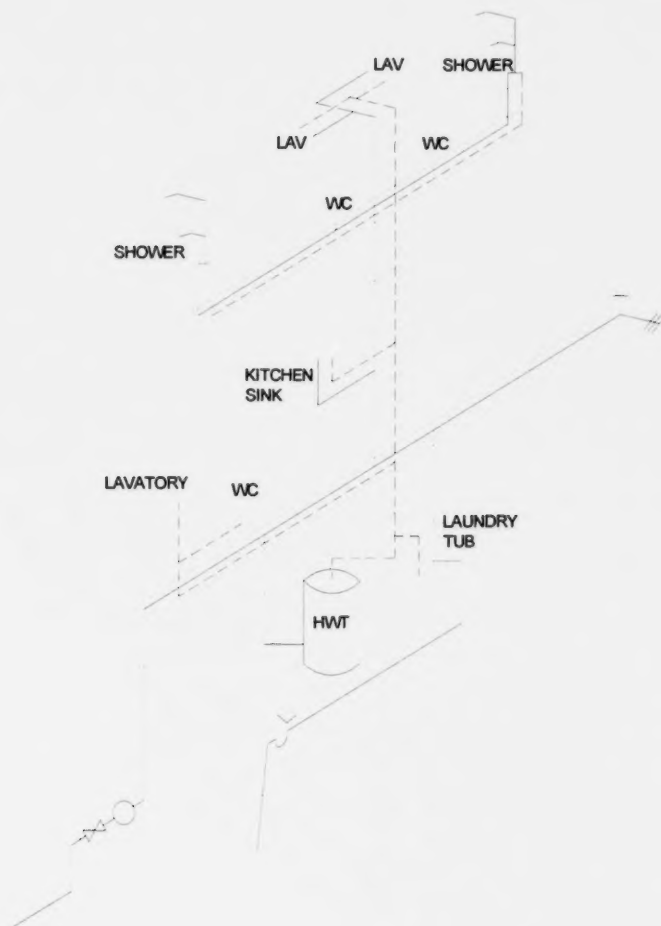 LAV
SHOWER
LAV
WC
WC
SHOWER
KITCHEN
SINK
LAVATORY
WC
LAUNDRY
TUB
HWT